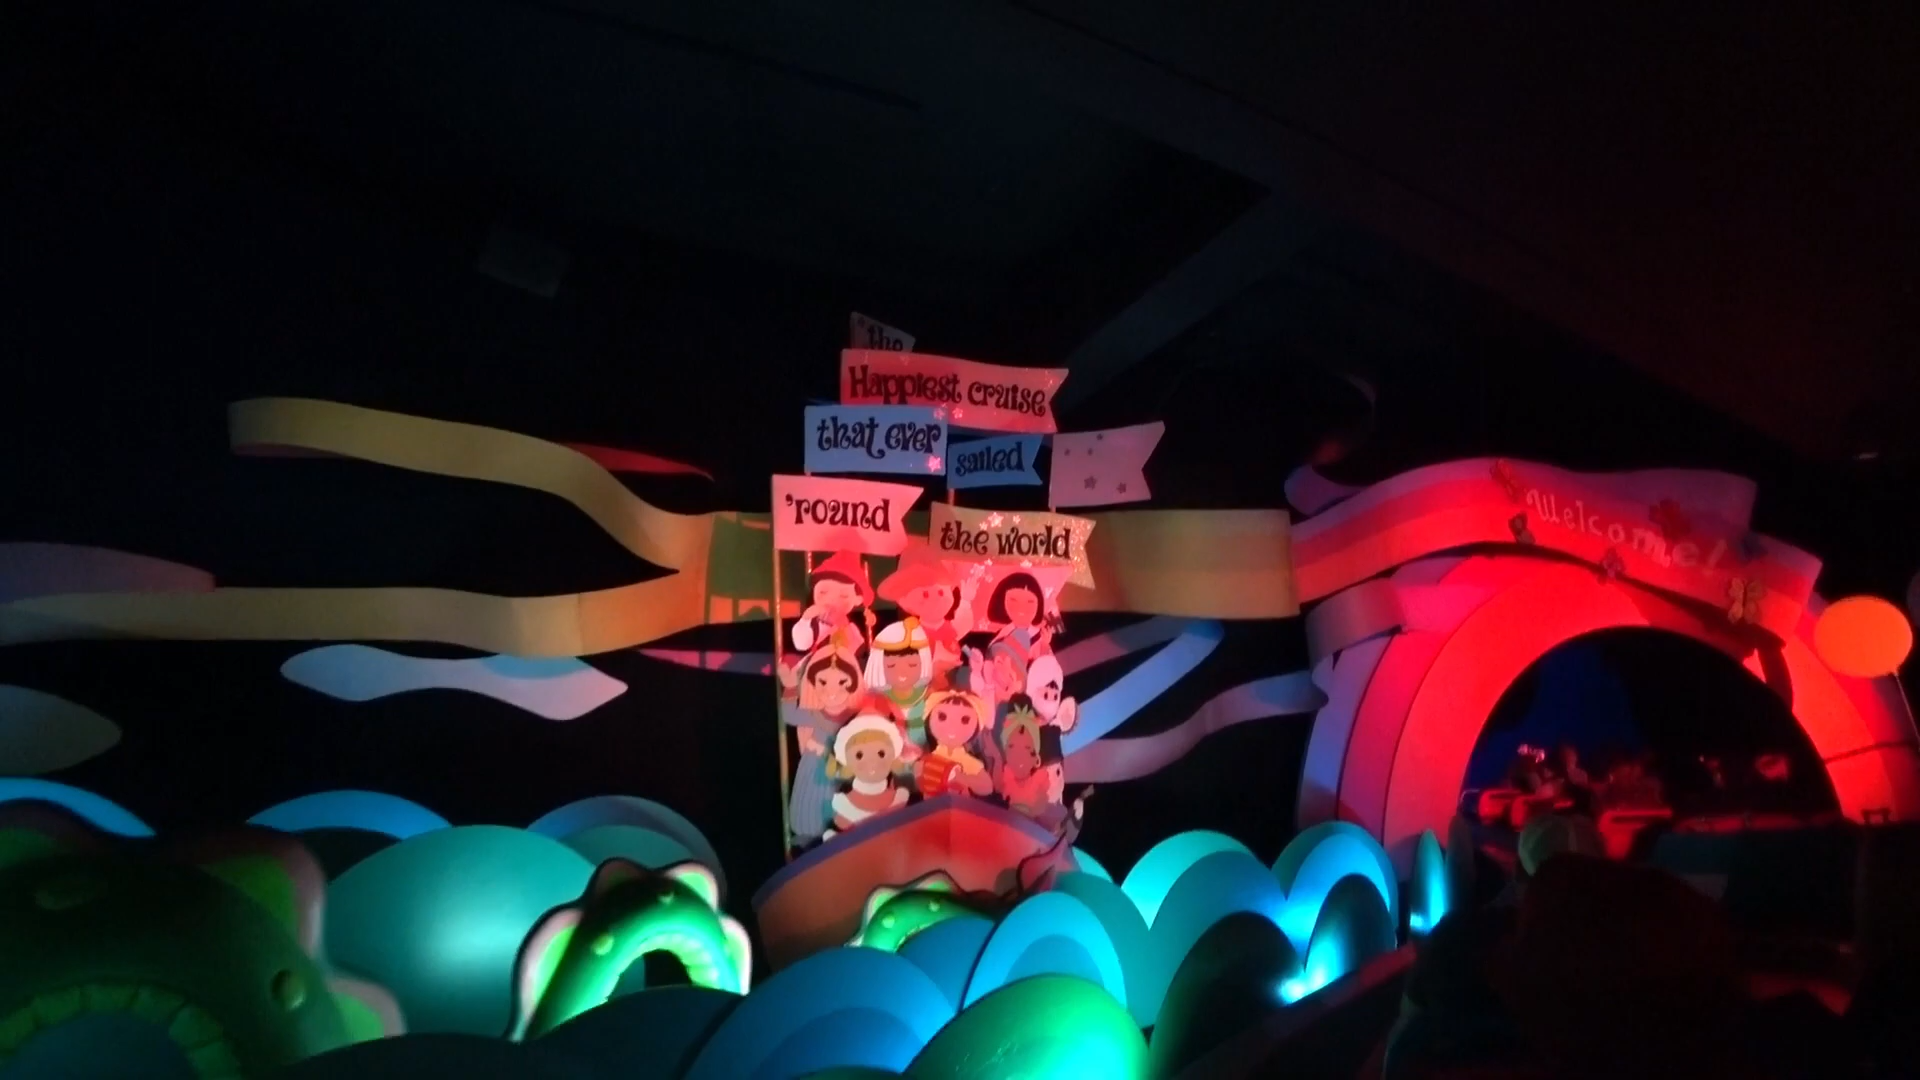 the
Happiest cruise
that ever
sailed
'round
the world
Welcome!